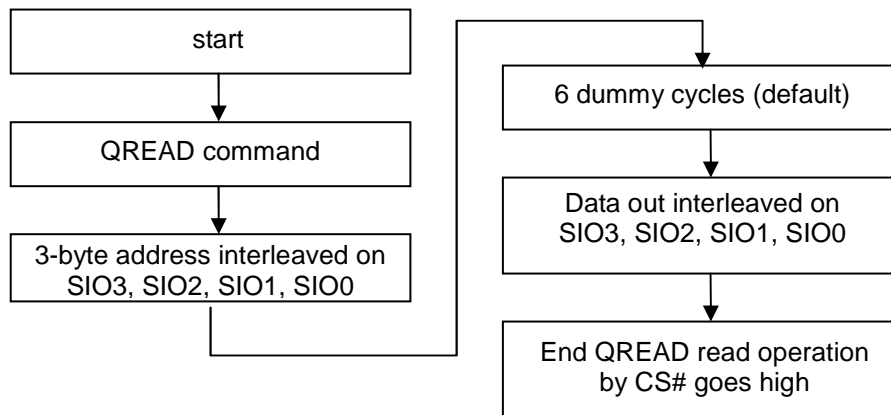 start
QREAD command
3-byte address interleaved on
SIO3, SIO2, SIO1, SIO0
6 dummy cycles (default)
Data out interleaved on
SIO3, SIO2, SIO1, SIO0
End QREAD read operation
by CS# goes high